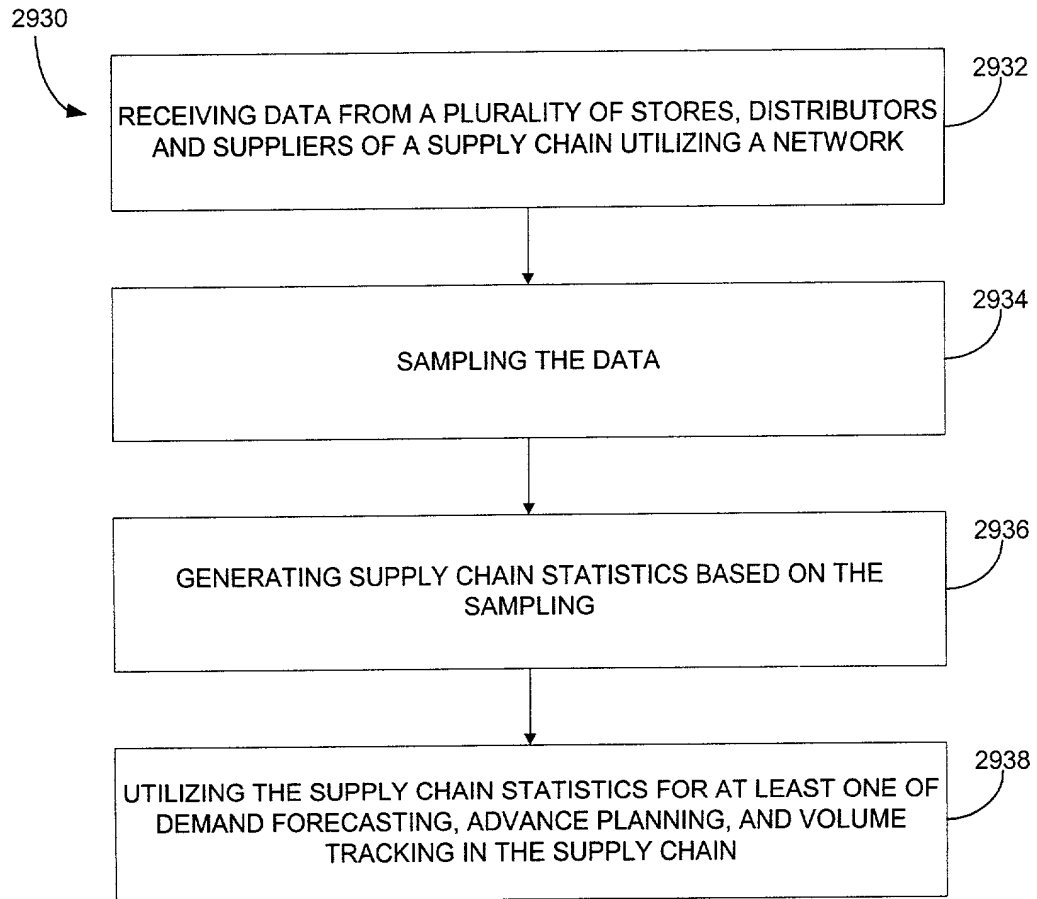 2930
2932
RECEIVING DATA FROM A PLURALITY OF STORES, DISTRIBUTORS
AND SUPPLIERS OF A SUPPLY CHAIN UTILIZING A NETWORK
2934
SAMPLING THE DATA
2936
GENERATING SUPPLY CHAIN STATISTICS BASED ON THE
SAMPLING
2938
UTILIZING THE SUPPLY CHAIN STATISTICS FOR AT LEAST ONE OF
DEMAND FORECASTING, ADVANCE PLANNING, AND VOLUME
TRACKING IN THE SUPPLY CHAIN